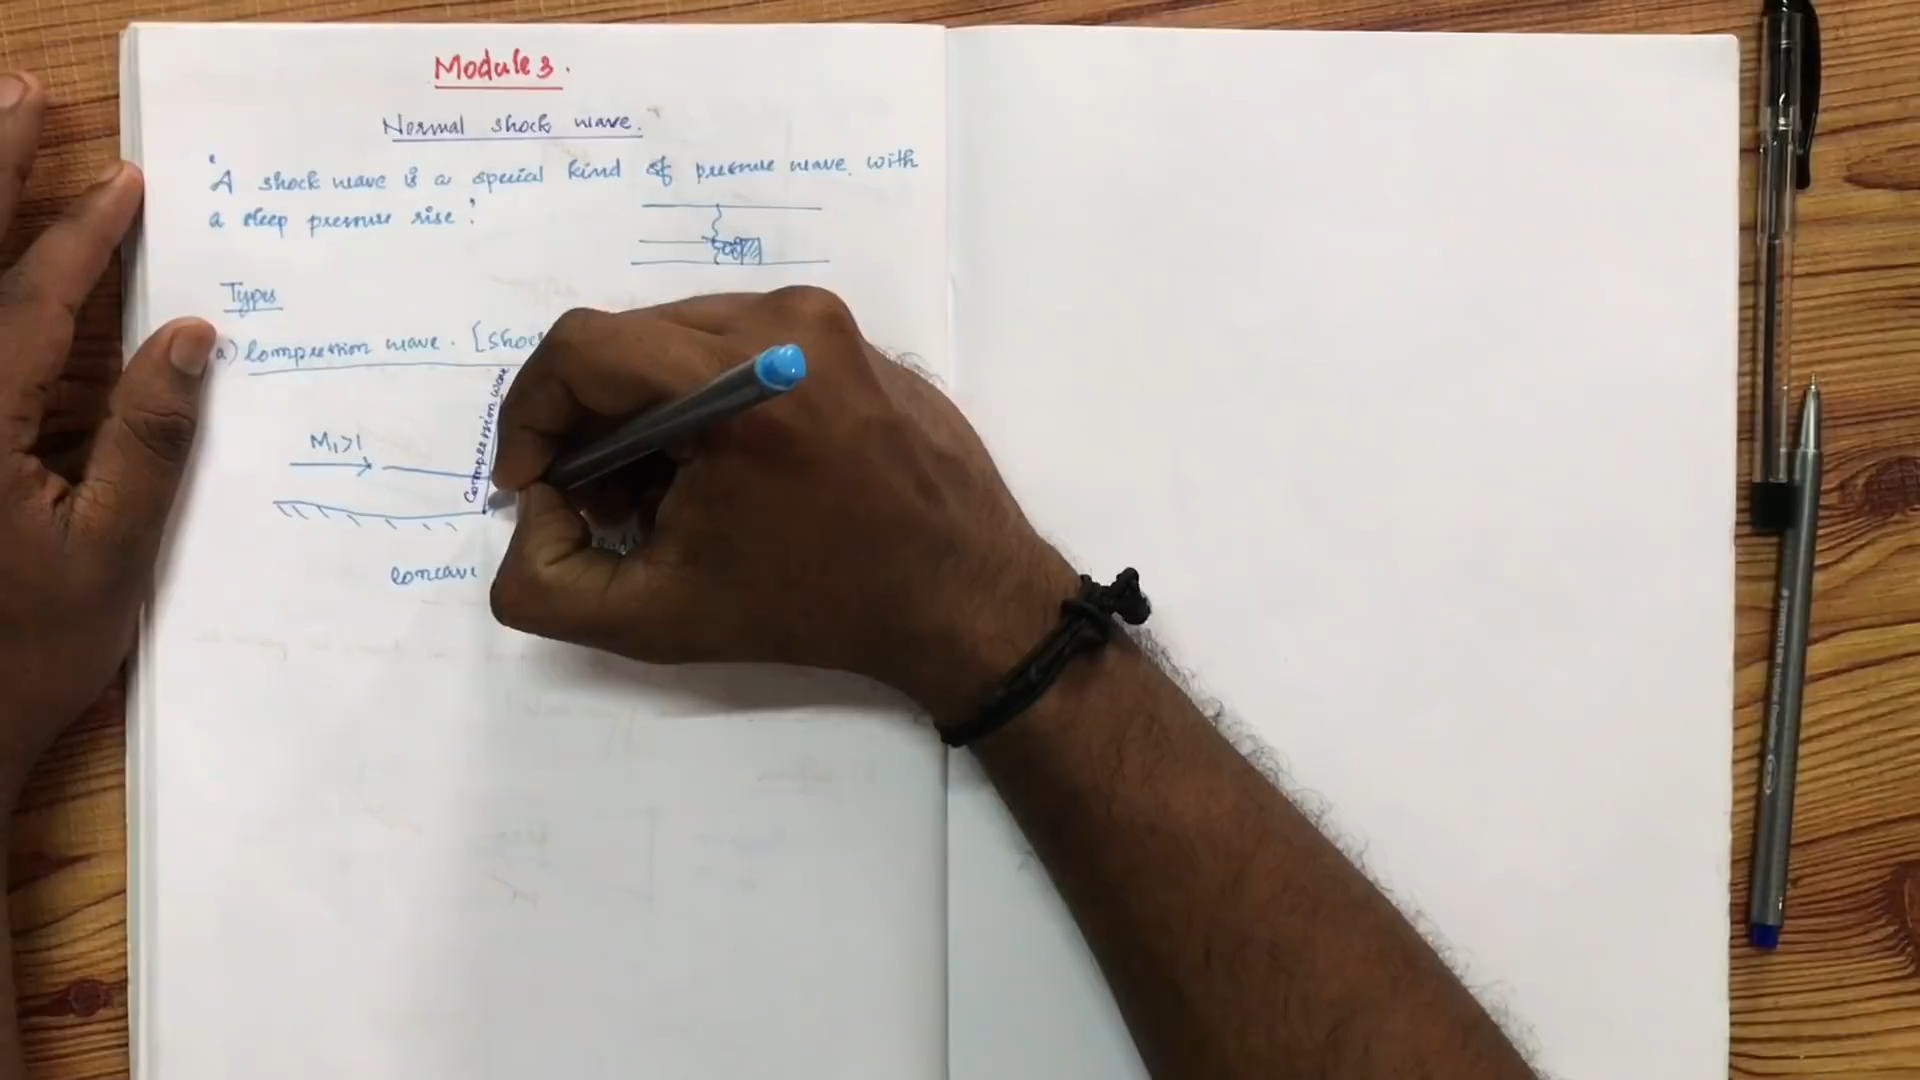 Module 3.
Normal shock wave.
"A shock wave is a special kind of pressure wave with
a steep pressure rise."
Types
a) Compression wave. [Shoc
Compression wave
M₁>1
Concave